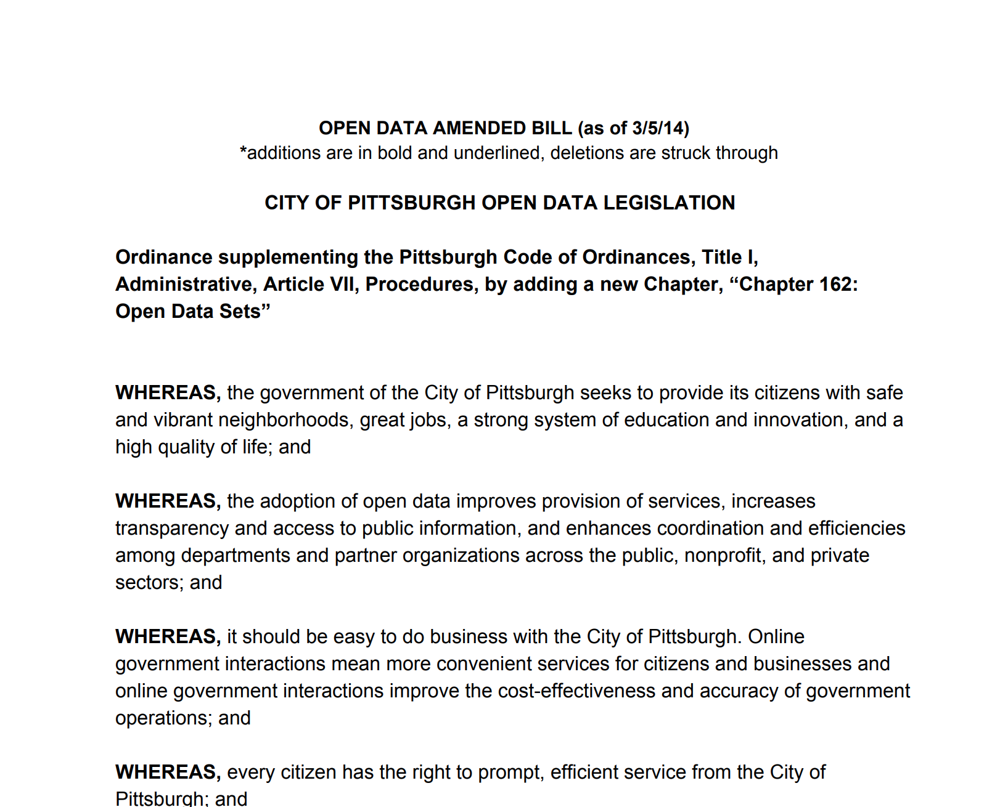 OPEN DATA AMENDED BILL (as of 3/5/14)
*additions are in bold and underlined, deletions are struck through
CITY OF PITTSBURGH OPEN DATA LEGISLATION
Ordinance supplementing the Pittsburgh Code of Ordinances, Title I,
Administrative, Article VII, Procedures, by adding a new Chapter, “Chapter 162:
Open Data Sets”
WHEREAS, the government of the City of Pittsburgh seeks to provide its citizens with safe
and vibrant neighborhoods, great jobs, a strong system of education and innovation, and a
high quality of life; and
WHEREAS, the adoption of open data improves provision of services, increases
transparency and access to public information, and enhances coordination and efficiencies
among departments and partner organizations across the public, nonprofit, and private
sectors; and
WHEREAS, it should be easy to do business with the City of Pittsburgh. Online
government interactions mean more convenient services for citizens and businesses and
online government interactions improve the cost-effectiveness and accuracy of government
operations; and
WHEREAS, every citizen has the right to prompt, efficient service from the City of
Pittsburgh; and